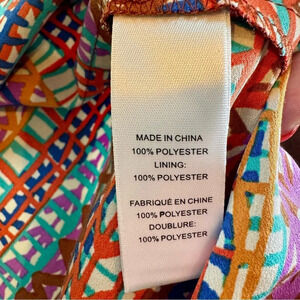 MADE IN CHINA
100% POLYESTER
LINING:
100% POLYESTER
FABRIQUÉ EN CHINE
100% POLYESTER
DOUBLURE:
100% POLYESTER